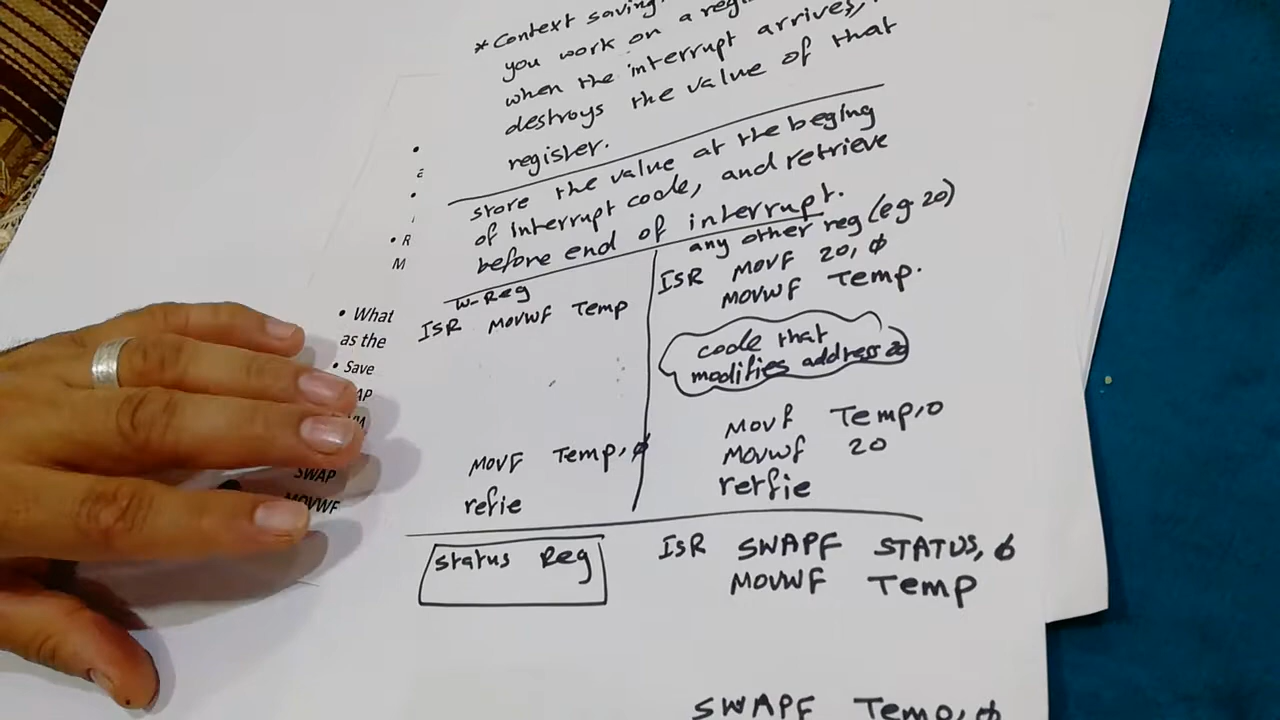 * Context saving.
you work on a regi
when the interrupt arrives,
destroys the value of that
register.
store the value at the beging
of interrupt code, and retrieve
before end of interrupt.
W-Reg
ISR MOVWF Temp
MOVF Temp, 0
refie
any other reg (eg 20)
ISR MOVF 20, 0
MOVWF Temp.
code that
modifies address 20
MOVF Temp, 0
MOVWF 20
retfie
Status Reg
ISR SWAPF STATUS, 0
MOVWF Temp
SWAPF Temp, 0
• R
M
• What
as the
• Save
AP
SWAP
MOVWF